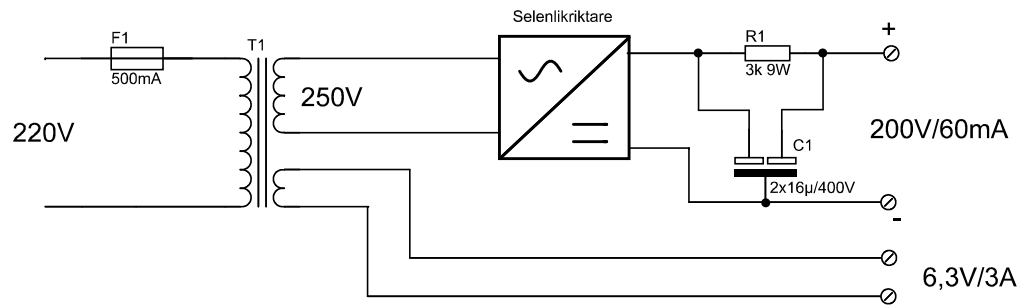 Selenlikriktare
F1
T1
R1
+
500mA
3k 9W
250V
220V
200V/60mA
C1
2x16µ/400V
-
6,3V/3A